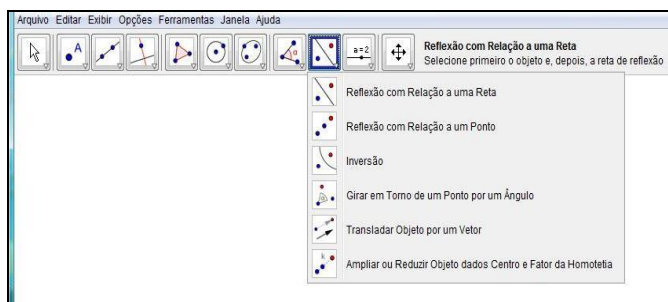 Arquivo Editar Exibir Opções Ferramentas Janela Ajuda
A
α
a=2
Reflexão com Relação a uma Reta
Selecione primeiro o objeto e, depois, a reta de reflexão
Reflexão com Relação a uma Reta
Reflexão com Relação a um Ponto
Inversão
Girar em Torno de um Ponto por um Ângulo
Transladar Objeto por um Vetor
Ampliar ou Reduzir Objeto dados Centro e Fator da Homotetia